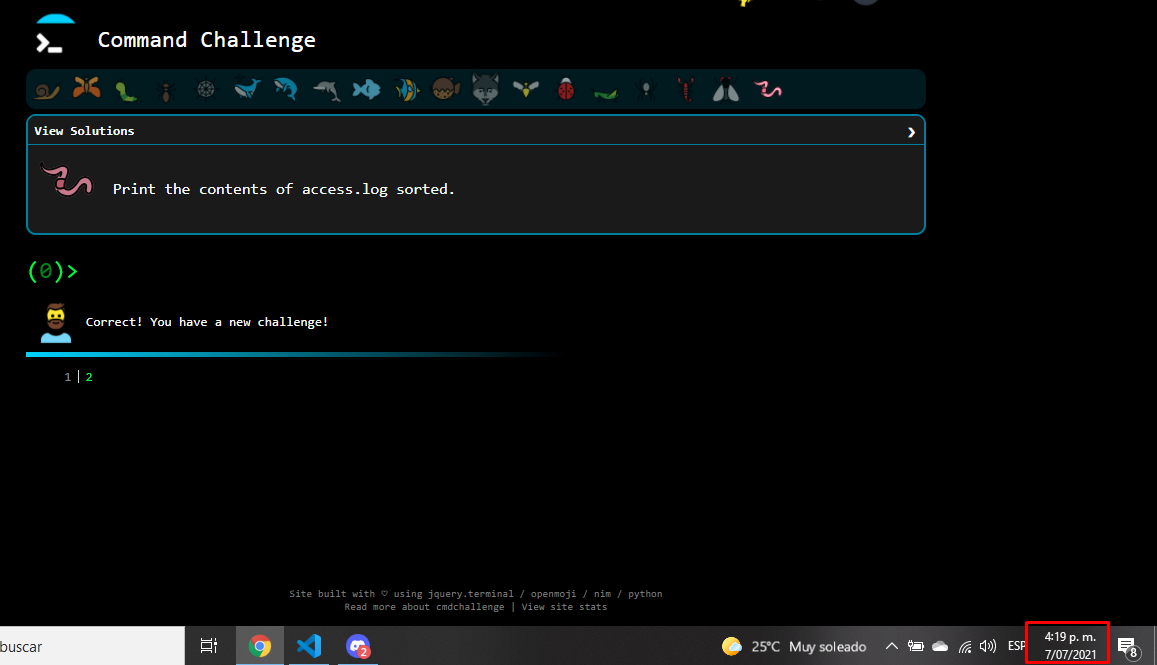 Command Challenge
View Solutions
Print the contents of access.log sorted.
(0)>
Correct! You have a new challenge!
1 | 2
Site built with ♡ using jquery.terminal / openmoji / nim / python
Read more about cmdchallenge | View site stats
buscar
2
25°C Muy soleado
ESP
4:19 p. m.
7/07/2021
8